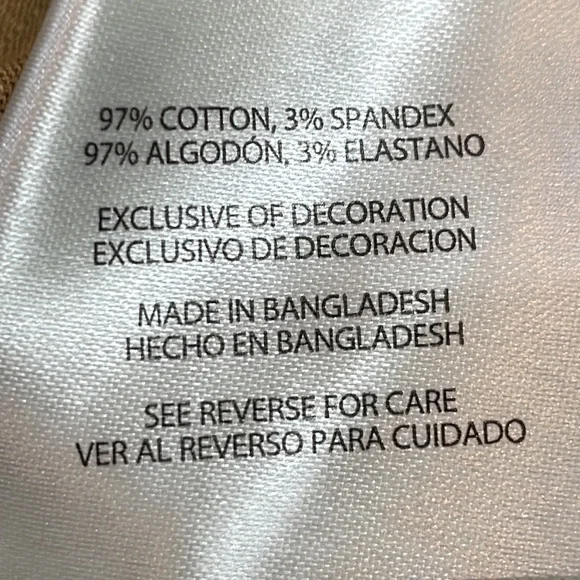 97% COTTON, 3% SPANDEX
97% ALGODÓN, 3% ELASTANO
EXCLUSIVE OF DECORATION
EXCLUSIVO DE DECORACION
MADE IN BANGLADESH
HECHO EN BANGLADESH
SEE REVERSE FOR CARE
VER AL REVERSO PARA CUIDADO